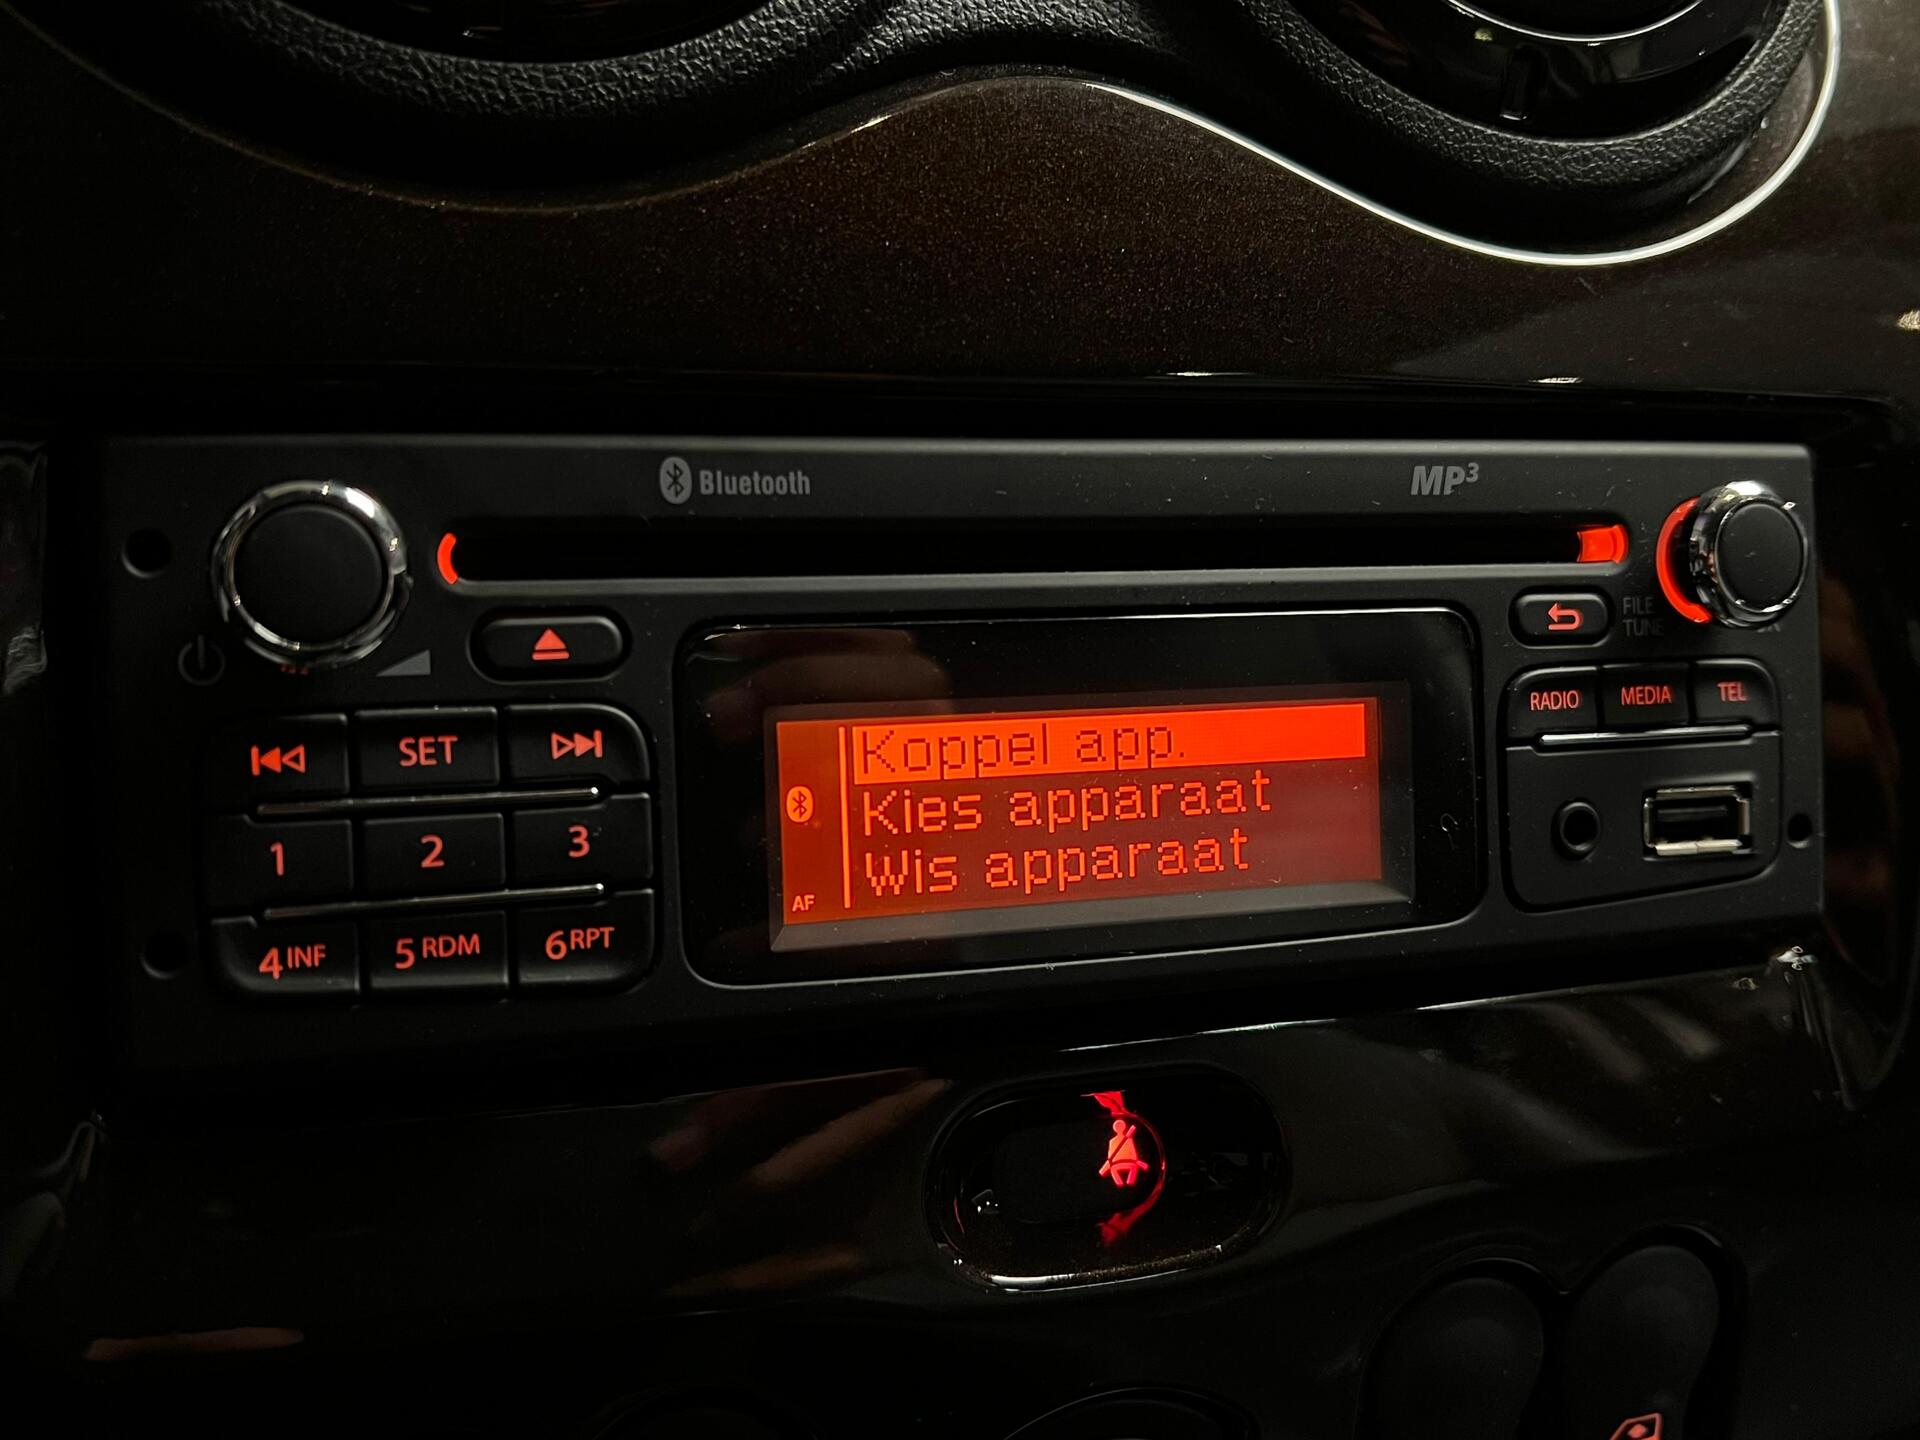 Bluetooth
MP3
FILE
TUNE
SET
RADIO
MEDIA
TEL
1
2
3
4 INF
5 RDM
6 RPT
Koppel app.
Kies apparaat
Wis apparaat
AF